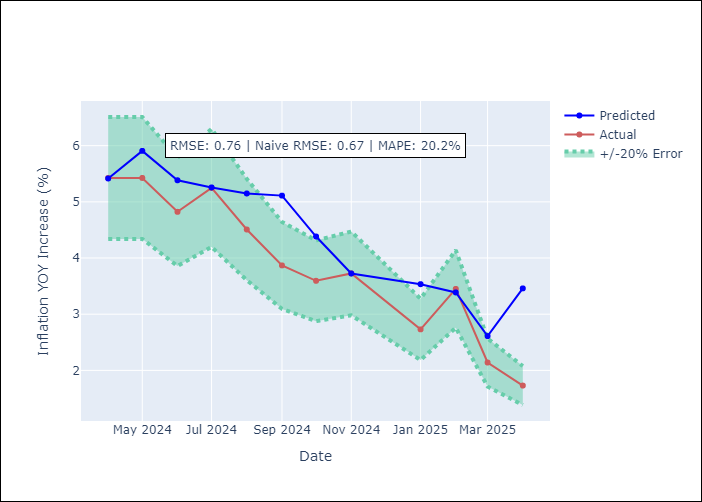 RMSE: 0.76 | Naive RMSE: 0.67 | MAPE: 20.2%
Predicted
Actual
+/-20% Error
Inflation YOY Increase (%)
6
5
4
3
2
May 2024
Jul 2024
Sep 2024
Nov 2024
Jan 2025
Mar 2025
Date